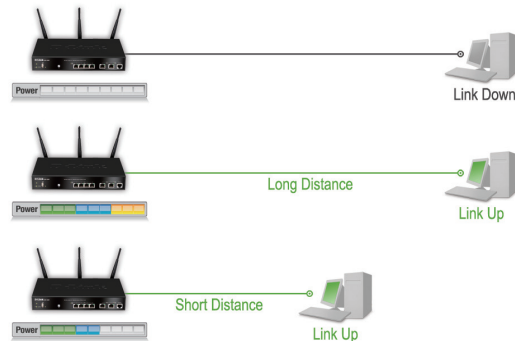 Power
Link Down
Long Distance
Power
Link Up
Short Distance
Power
Link Up